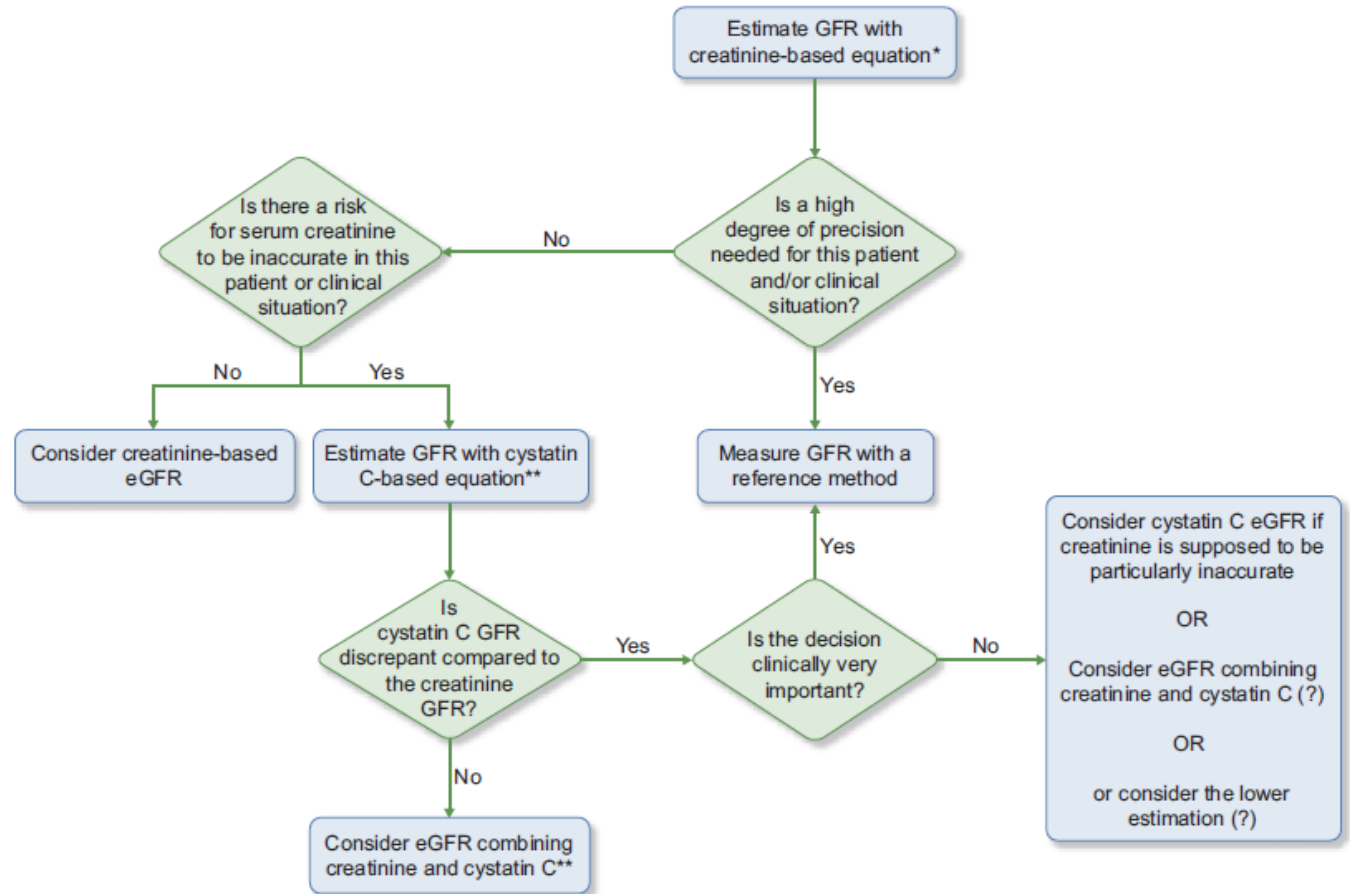 Estimate GFR with
creatinine-based equation*
Is there a risk
for serum creatinine
to be inaccurate in this
patient or clinical
situation?
No
Is a high
degree of precision
needed for this patient
and/or clinical
situation?
No
Yes
Yes
Consider creatinine-based
eGFR
Estimate GFR with cystatin
C-based equation**
Measure GFR with a
reference method
Yes
Is
cystatin C GFR
discrepant compared to
the creatinine
GFR?
Yes
Is the decision
clinically very
important?
No
Consider cystatin C eGFR if
creatinine is supposed to be
particularly inaccurate
OR
Consider eGFR combining
creatinine and cystatin C (?)
OR
or consider the lower
estimation (?)
No
Consider eGFR combining
creatinine and cystatin C**